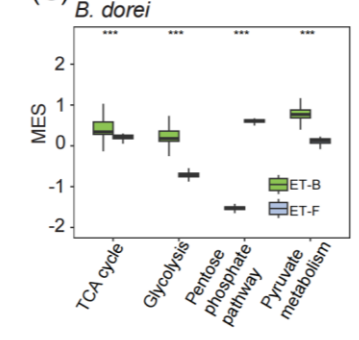 B. dorei
*** *** *** ***
MES
2
1
0
-1
-2
ET-B
ET-F
TCA cycle
Glycolysis
Pentose
phosphate
pathway
Pyruvate
metabolism